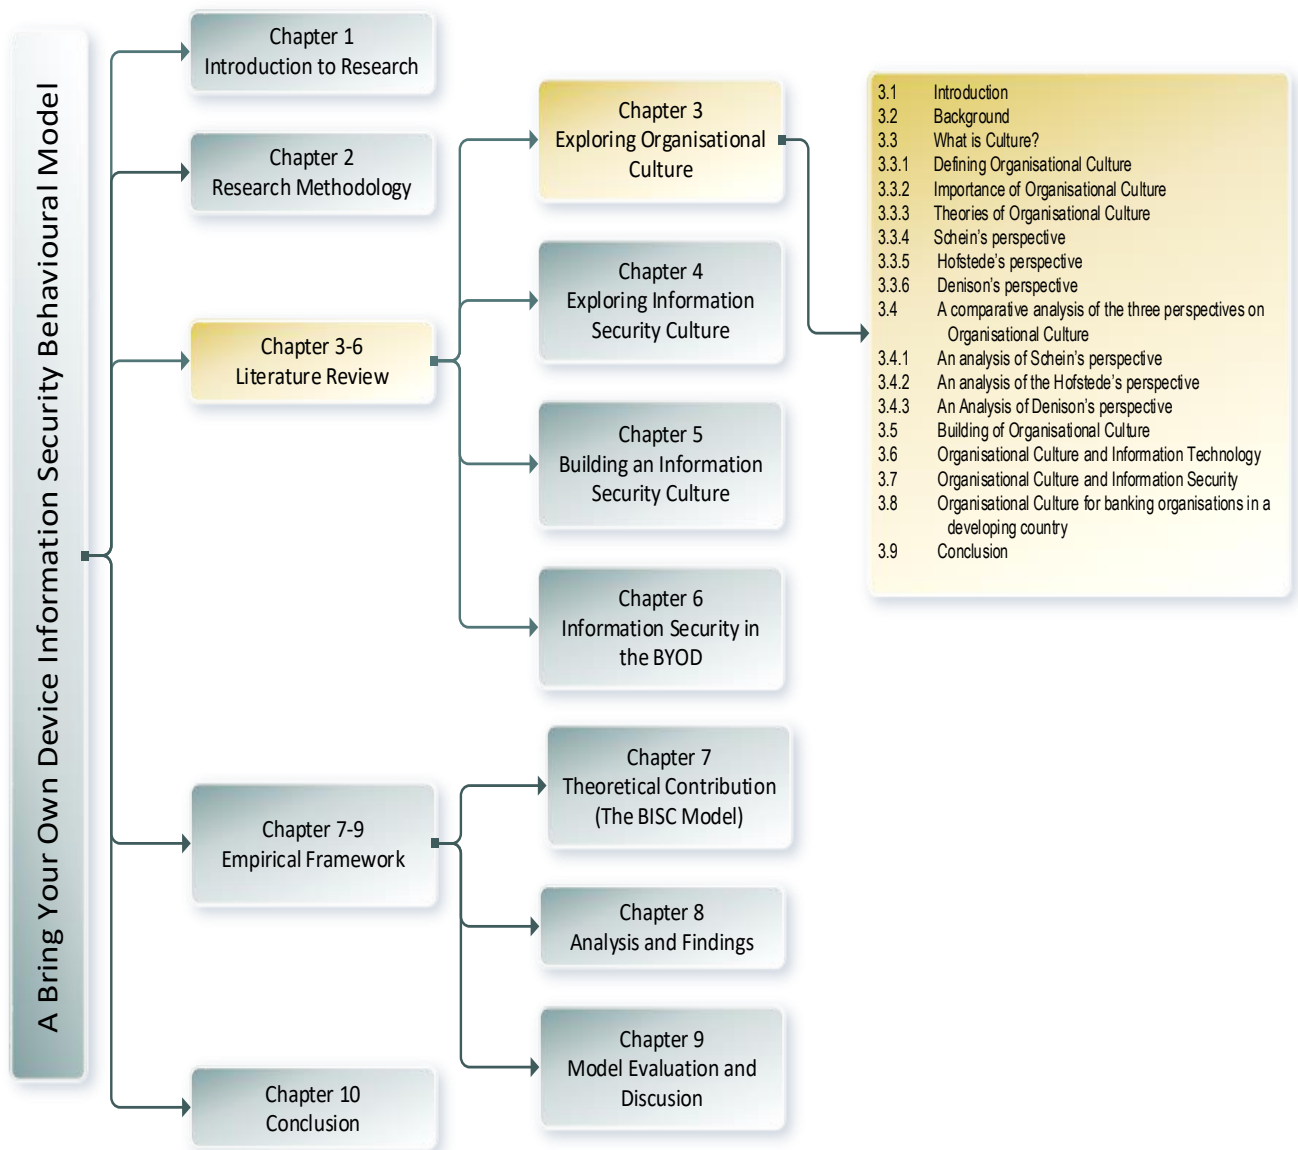 A Bring Your Own Device Information Security Behavioural Model
Chapter 1
Introduction to Research
Chapter 2
Research Methodology
Chapter 3-6
Literature Review
Chapter 3
Exploring Organisational
Culture
Chapter 4
Exploring Information
Security Culture
Chapter 5
Building an Information
Security Culture
Chapter 6
Information Security in
the BYOD
3.1 Introduction
3.2 Background
3.3 What is Culture?
3.3.1 Defining Organisational Culture
3.3.2 Importance of Organisational Culture
3.3.3 Theories of Organisational Culture
3.3.4 Schein’s perspective
3.3.5 Hofstede’s perspective
3.3.6 Denison’s perspective
3.4 A comparative analysis of the three perspectives on
Organisational Culture
3.4.1 An analysis of Schein’s perspective
3.4.2 An analysis of the Hofstede’s perspective
3.4.3 An Analysis of Denison’s perspective
3.5 Building of Organisational Culture
3.6 Organisational Culture and Information Technology
3.7 Organisational Culture and Information Security
3.8 Organisational Culture for banking organisations in a
developing country
3.9 Conclusion
Chapter 7-9
Empirical Framework
Chapter 7
Theoretical Contribution
(The BISC Model)
Chapter 8
Analysis and Findings
Chapter 9
Model Evaluation and
Discusion
Chapter 10
Conclusion